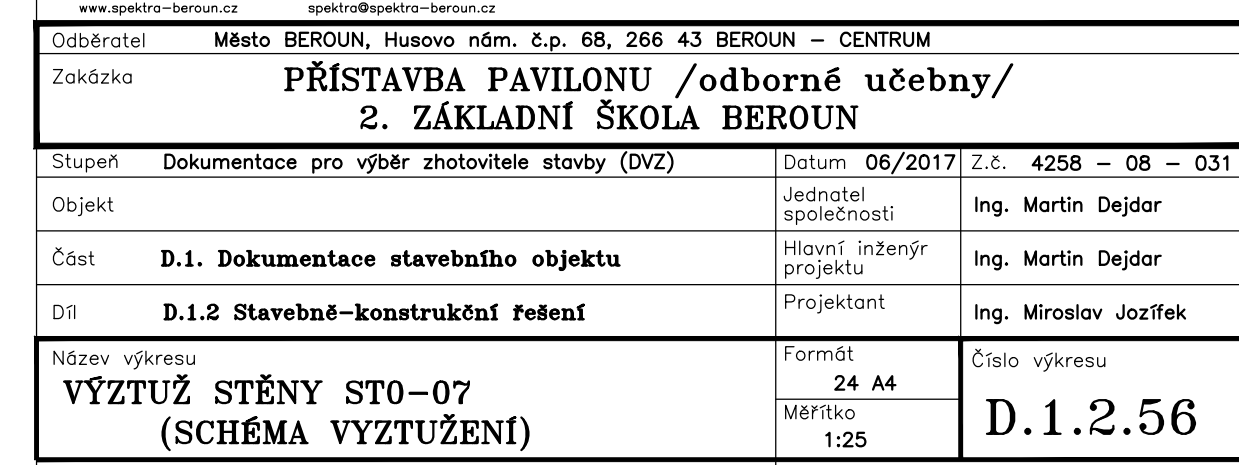 www.spektra-beroun.cz spektra@spektra-beroun.cz
Odběratel Město BEROUN, Husovo nám. č.p. 68, 266 43 BEROUN - CENTRUM
Zakázka PŘÍSTAVBA PAVILONU /odborné učebny/
2. ZÁKLADNÍ ŠKOLA BEROUN
Stupeň Dokumentace pro výběr zhotovitele stavby (DVZ) Datum 06/2017 Z.č. 4258 - 08 - 031
Objekt
Jednatel
společnosti
Ing. Martin Dejdar
Část D.1. Dokumentace stavebního objektu
Hlavní inženýr
projektu
Ing. Martin Dejdar
Díl D.1.2 Stavebně-konstrukční řešení
Projektant
Ing. Miroslav Jozífek
Název výkresu
VÝZTUŽ STĚNY ST0-07
(SCHÉMA VYZTUŽENÍ)
Formát
24 A4
Měřítko
1:25
Číslo výkresu
D.1.2.56